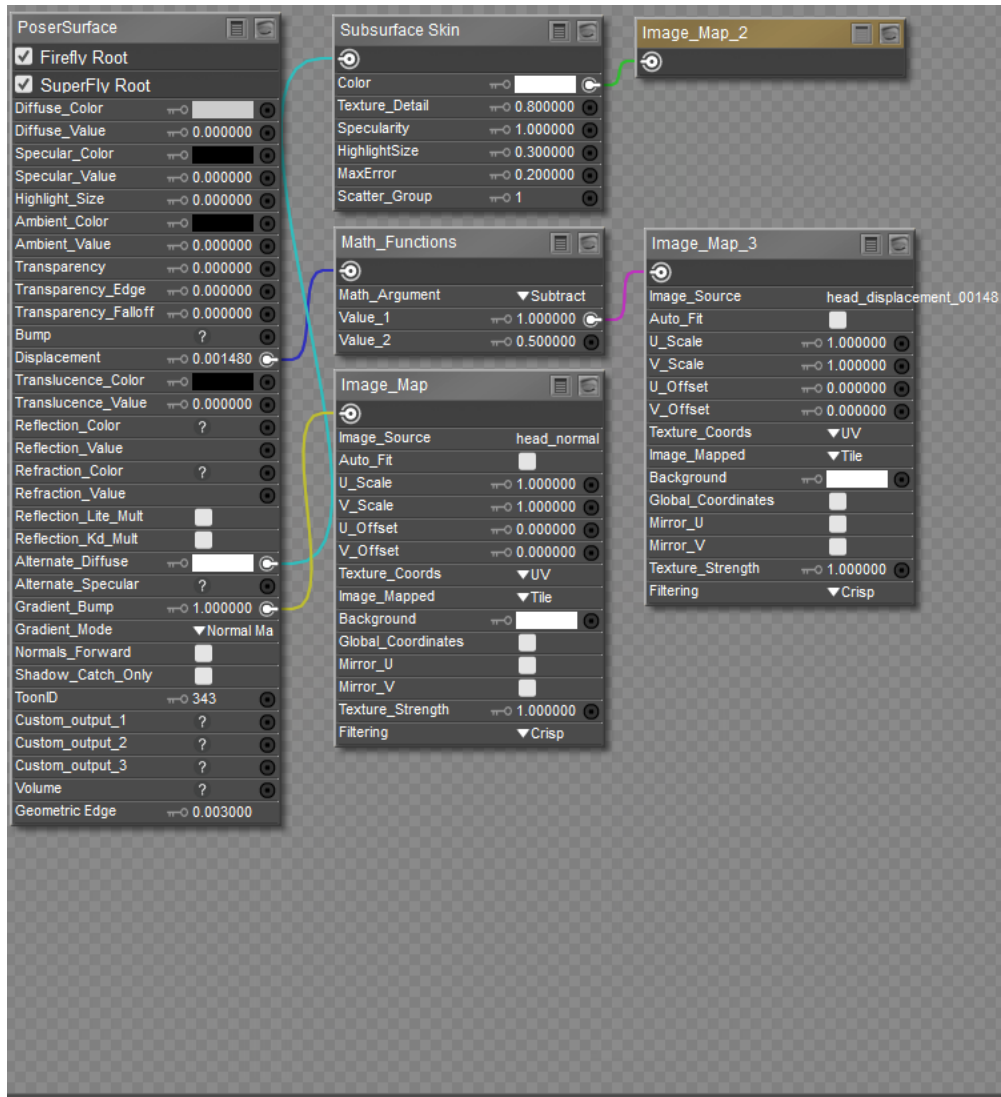 PoserSurface
Firefly Root
SuperFly Root
Diffuse_Color
Diffuse_Value 0.000000
Specular_Color
Specular_Value 0.000000
Highlight_Size 0.000000
Ambient_Color
Ambient_Value 0.000000
Transparency 0.000000
Transparency_Edge 0.000000
Transparency_Falloff 0.000000
Bump ?
Displacement 0.001480
Translucence_Color
Translucence_Value 0.000000
Reflection_Color ?
Reflection_Value
Refraction_Color ?
Refraction_Value
Reflection_Lite_Mult
Reflection_Kd_Mult
Alternate_Diffuse
Alternate_Specular ?
Gradient_Bump 1.000000
Gradient_Mode Normal Ma
Normals_Forward
Shadow_Catch_Only
ToonID 343
Custom_output_1 ?
Custom_output_2 ?
Custom_output_3 ?
Volume ?
Geometric Edge 0.003000
Subsurface Skin
Color
Texture_Detail 0.800000
Specularity 1.000000
HighlightSize 0.300000
MaxError 0.200000
Scatter_Group 1
Math_Functions
Math_Argument Subtract
Value_1 1.000000
Value_2 0.500000
Image_Map
Image_Source head_normal
Auto_Fit
U_Scale 1.000000
V_Scale 1.000000
U_Offset 0.000000
V_Offset 0.000000
Texture_Coords UV
Image_Mapped Tile
Background
Global_Coordinates
Mirror_U
Mirror_V
Texture_Strength 1.000000
Filtering Crisp
Image_Map_2
Image_Map_3
Image_Source head_displacement_00148
Auto_Fit
U_Scale 1.000000
V_Scale 1.000000
U_Offset 0.000000
V_Offset 0.000000
Texture_Coords UV
Image_Mapped Tile
Background
Global_Coordinates
Mirror_U
Mirror_V
Texture_Strength 1.000000
Filtering Crisp